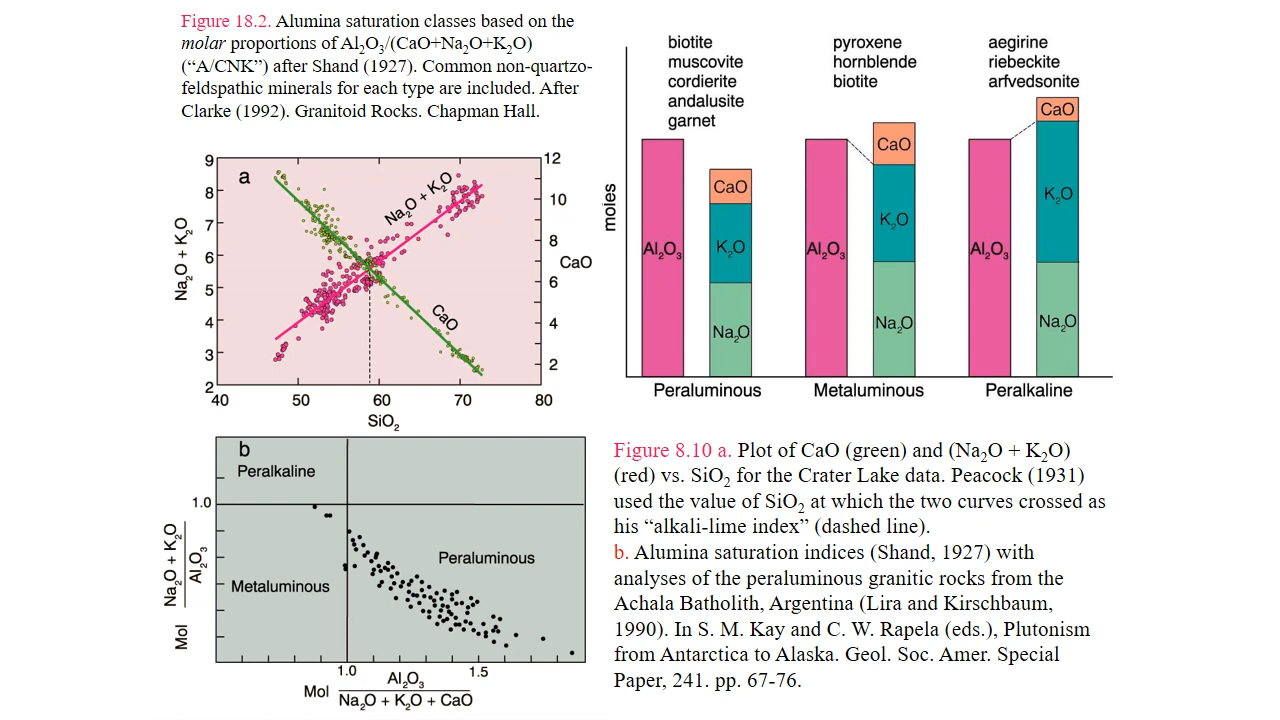 Figure 18.2. Alumina saturation classes based on the
molar proportions of Al₂O₃/(CaO+Na₂O+K₂O)
(“A/CNK”) after Shand (1927). Common non-quartzo-
feldspathic minerals for each type are included. After
Clarke (1992). Granitoid Rocks. Chapman Hall.
a
9
8
7
6
5
4
3
2
Na₂O + K₂O
12
10
8
6
4
2
CaO
Na₂O + K₂O
CaO
40 50 60 70 80
SiO₂
b
Peralkaline
1.0
Peraluminous
Metaluminous
Mol Na₂O + K₂O
Al₂O₃
1.0 1.5
Mol Al₂O₃
Na₂O + K₂O + CaO
biotite
muscovite
cordierite
andalusite
garnet
pyroxene
hornblende
biotite
aegirine
riebeckite
arfvedsonite
moles
Al₂O₃
CaO
K₂O
Na₂O
Al₂O₃
CaO
K₂O
Na₂O
Al₂O₃
CaO
K₂O
Na₂O
Peraluminous Metaluminous Peralkaline
Figure 8.10 a. Plot of CaO (green) and (Na₂O + K₂O)
(red) vs. SiO₂ for the Crater Lake data. Peacock (1931)
used the value of SiO₂ at which the two curves crossed as
his “alkali-lime index” (dashed line).
b. Alumina saturation indices (Shand, 1927) with
analyses of the peraluminous granitic rocks from the
Achala Batholith, Argentina (Lira and Kirschbaum,
1990). In S. M. Kay and C. W. Rapela (eds.), Plutonism
from Antarctica to Alaska. Geol. Soc. Amer. Special
Paper, 241. pp. 67-76.